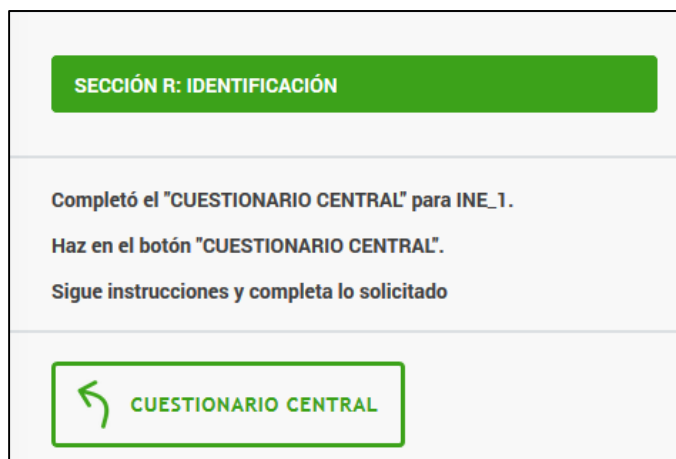 SECCIÓN R: IDENTIFICACIÓN
Completó el "CUESTIONARIO CENTRAL" para INE_1.
Haz en el botón "CUESTIONARIO CENTRAL".
Sigue instrucciones y completa lo solicitado
CUESTIONARIO CENTRAL